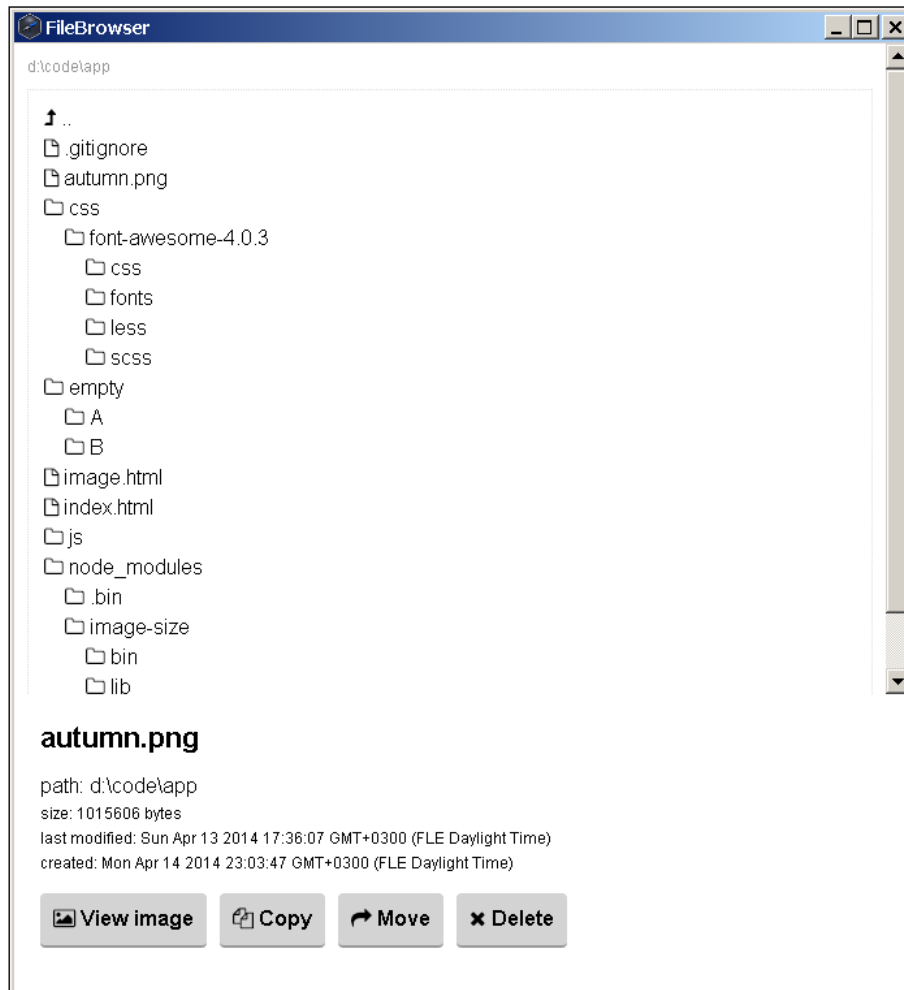 FileBrowser
d:\code\app
..
.gitignore
autumn.png
css
font-awesome-4.0.3
css
fonts
less
scss
empty
A
B
image.html
index.html
js
node_modules
.bin
image-size
bin
lib
autumn.png
path: d:\code\app
size: 1015606 bytes
last modified: Sun Apr 13 2014 17:36:07 GMT+0300 (FLE Daylight Time)
created: Mon Apr 14 2014 23:03:47 GMT+0300 (FLE Daylight Time)
View image Copy Move Delete